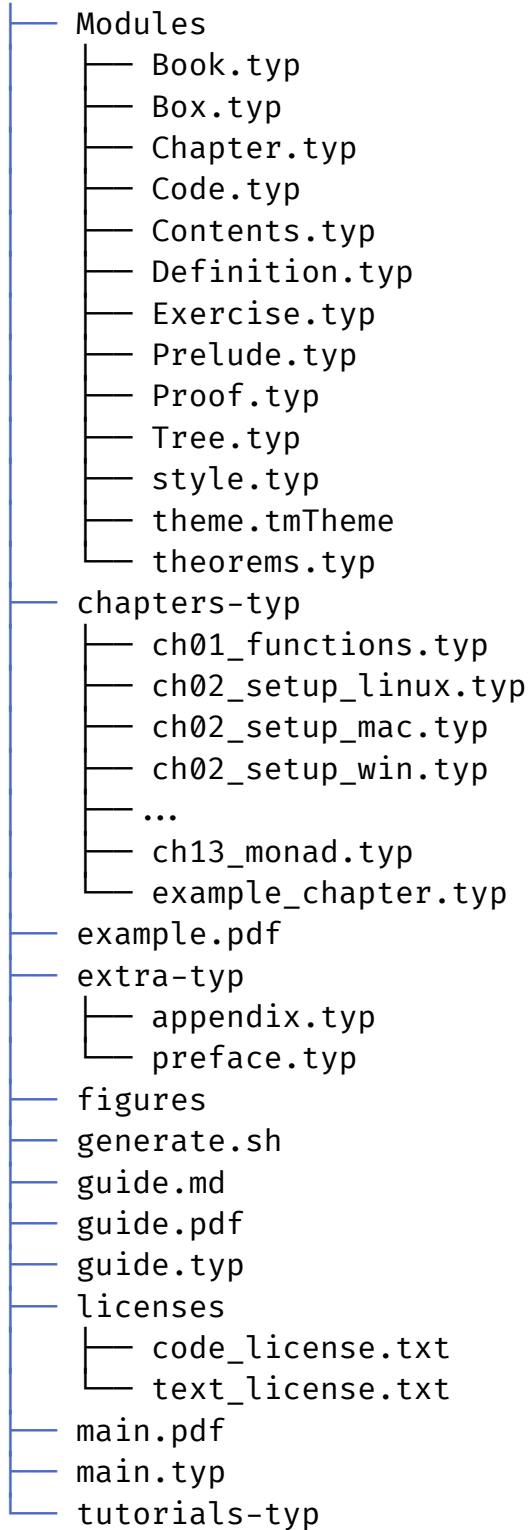 Modules
Book.typ
Box.typ
Chapter.typ
Code.typ
Contents.typ
Definition.typ
Exercise.typ
Prelude.typ
Proof.typ
Tree.typ
style.typ
theme.tmTheme
theorems.typ
chapters-typ
ch01_functions.typ
ch02_setup_linux.typ
ch02_setup_mac.typ
ch02_setup_win.typ
...
ch13_monad.typ
example_chapter.typ
example.pdf
extra-typ
appendix.typ
preface.typ
figures
generate.sh
guide.md
guide.pdf
guide.typ
licenses
code_license.txt
text_license.txt
main.pdf
main.typ
tutorials-typ